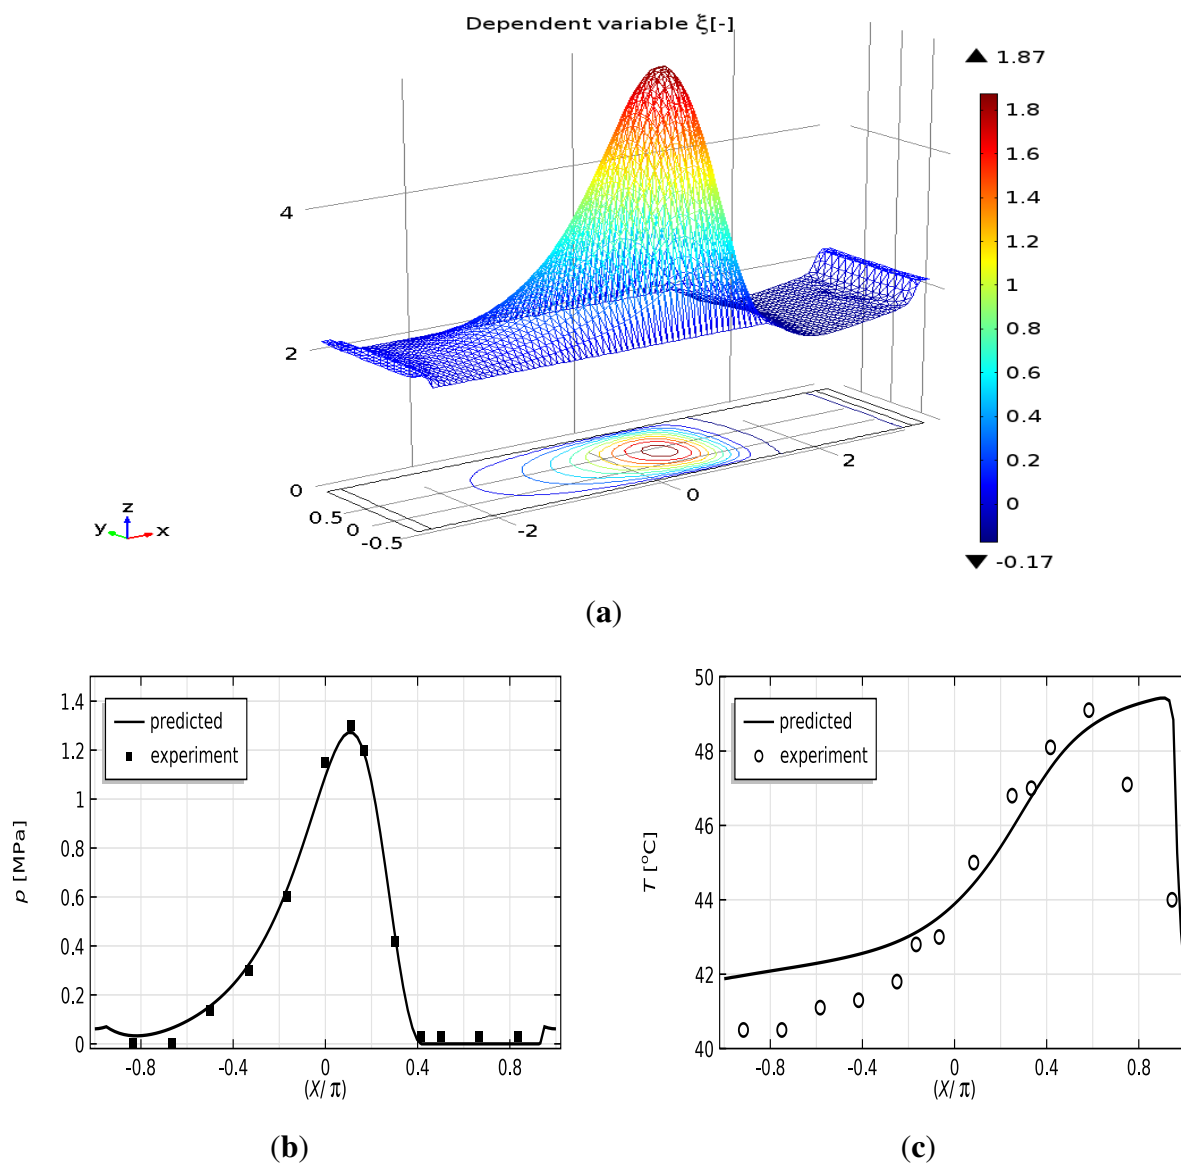 Dependent variable ξ[-]
▲ 1.87
1.8
1.6
1.4
1.2
1
0.8
0.6
0.4
0.2
0
▼ -0.17
4
2
0
0.5
0
-0.5
-2
0
2
y z x
(a)
1.4
1.2
1
0.8
0.6
0.4
0.2
0
p [MPa]
predicted
experiment
-0.8 -0.4 0 0.4 0.8
(X/π)
(b)
50
48
46
44
42
40
T [°C]
predicted
experiment
-0.8 -0.4 0 0.4 0.8
(X/π)
(c)